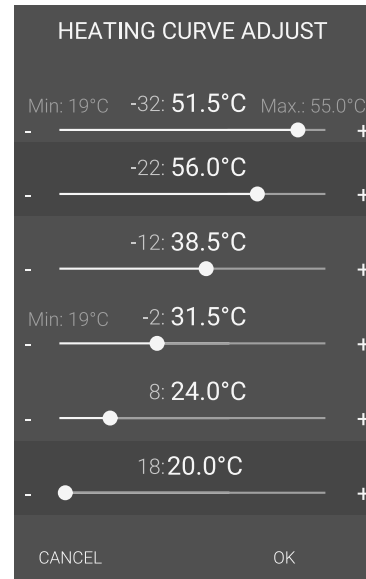 HEATING CURVE ADJUST
Min: 19°C -32: 51.5°C Max.: 55.0°C
- +
-22: 56.0°C
- +
-12: 38.5°C
- +
Min: 19°C -2: 31.5°C
- +
8: 24.0°C
- +
18:20.0°C
- +
CANCEL OK